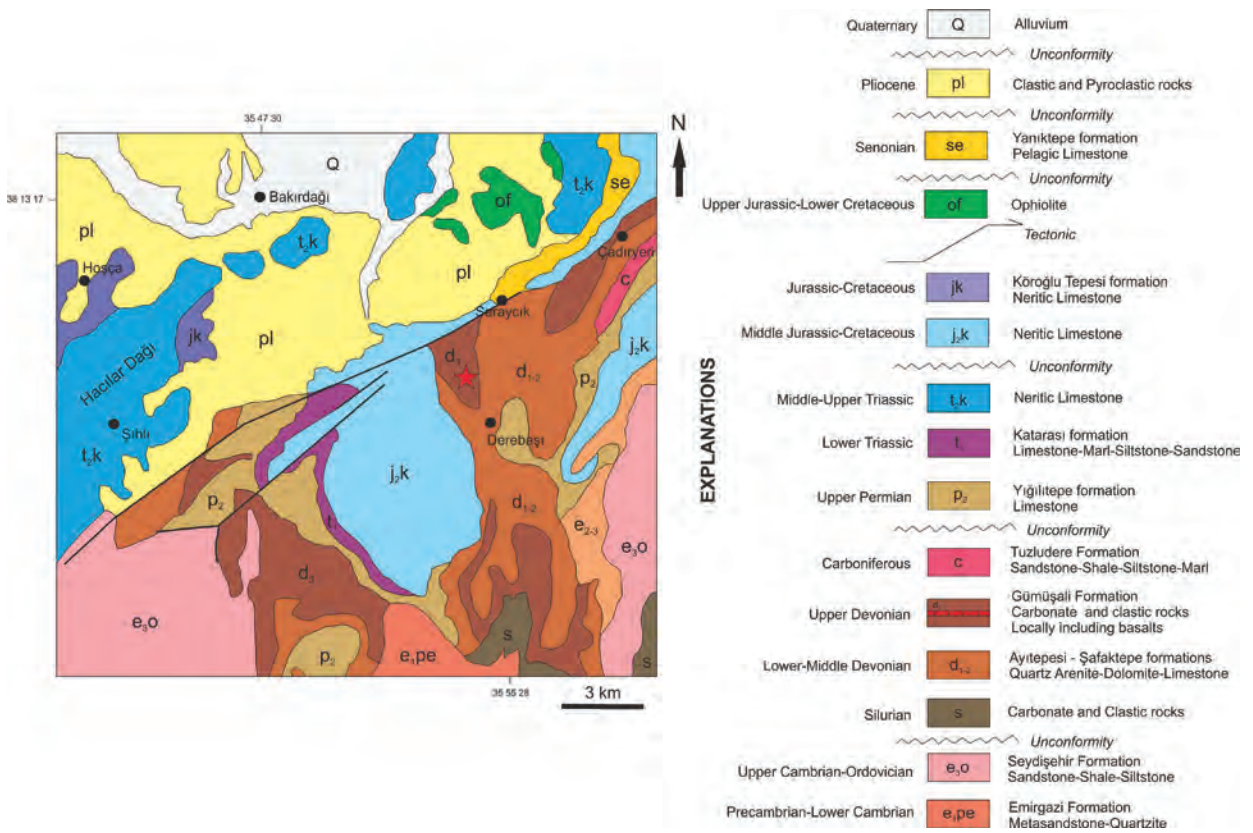 35 47 30
N
38 13 17
Q
Bakırdağı
t₂k
of
t₂k
se
pl
t₂k
Hoşça
pl
Çadıryeri
c
Saraycık
jk
pl
Hacılar Dağı
j₂k
d₁₋₂
p₂
Şıhlı
Derebaşı
t₂k
j₂k
p₂
d₁₋₂
e₂₋₃
e₃o
d₃
e₃o
p₂
e₁pe
s
s
36 55 28
3 km
EXPLANATIONS
Quaternary Q Alluvium
Unconformity
Pliocene pl Clastic and Pyroclastic rocks
Unconformity
Senonian se Yanıktepe formation
Pelagic Limestone
Unconformity
Upper Jurassic-Lower Cretaceous of Ophiolite
Tectonic
Jurassic-Cretaceous jk Köroğlu Tepesi formation
Neritic Limestone
Middle Jurassic-Cretaceous j₂k Neritic Limestone
Unconformity
Middle-Upper Triassic t₂k Neritic Limestone
Lower Triassic t₁ Katarası formation
Limestone-Marl-Siltstone-Sandstone
Upper Permian p₂ Yığılıtepe formation
Limestone
Unconformity
Carboniferous c Tuzludere Formation
Sandstone-Shale-Siltstone-Marl
Upper Devonian Gümüşali Formation
Carbonate and clastic rocks
Locally including basalts
Lower-Middle Devonian d₁₋₂ Ayıtepesi - Şafaktepe formations
Quartz Arenite-Dolomite-Limestone
Silurian s Carbonate and Clastic rocks
Unconformity
Upper Cambrian-Ordovician e₃o Seydişehir Formation
Sandstone-Shale-Siltstone
Precambrian-Lower Cambrian e₁pe Emirgazi Formation
Metasandstone-Quartzite